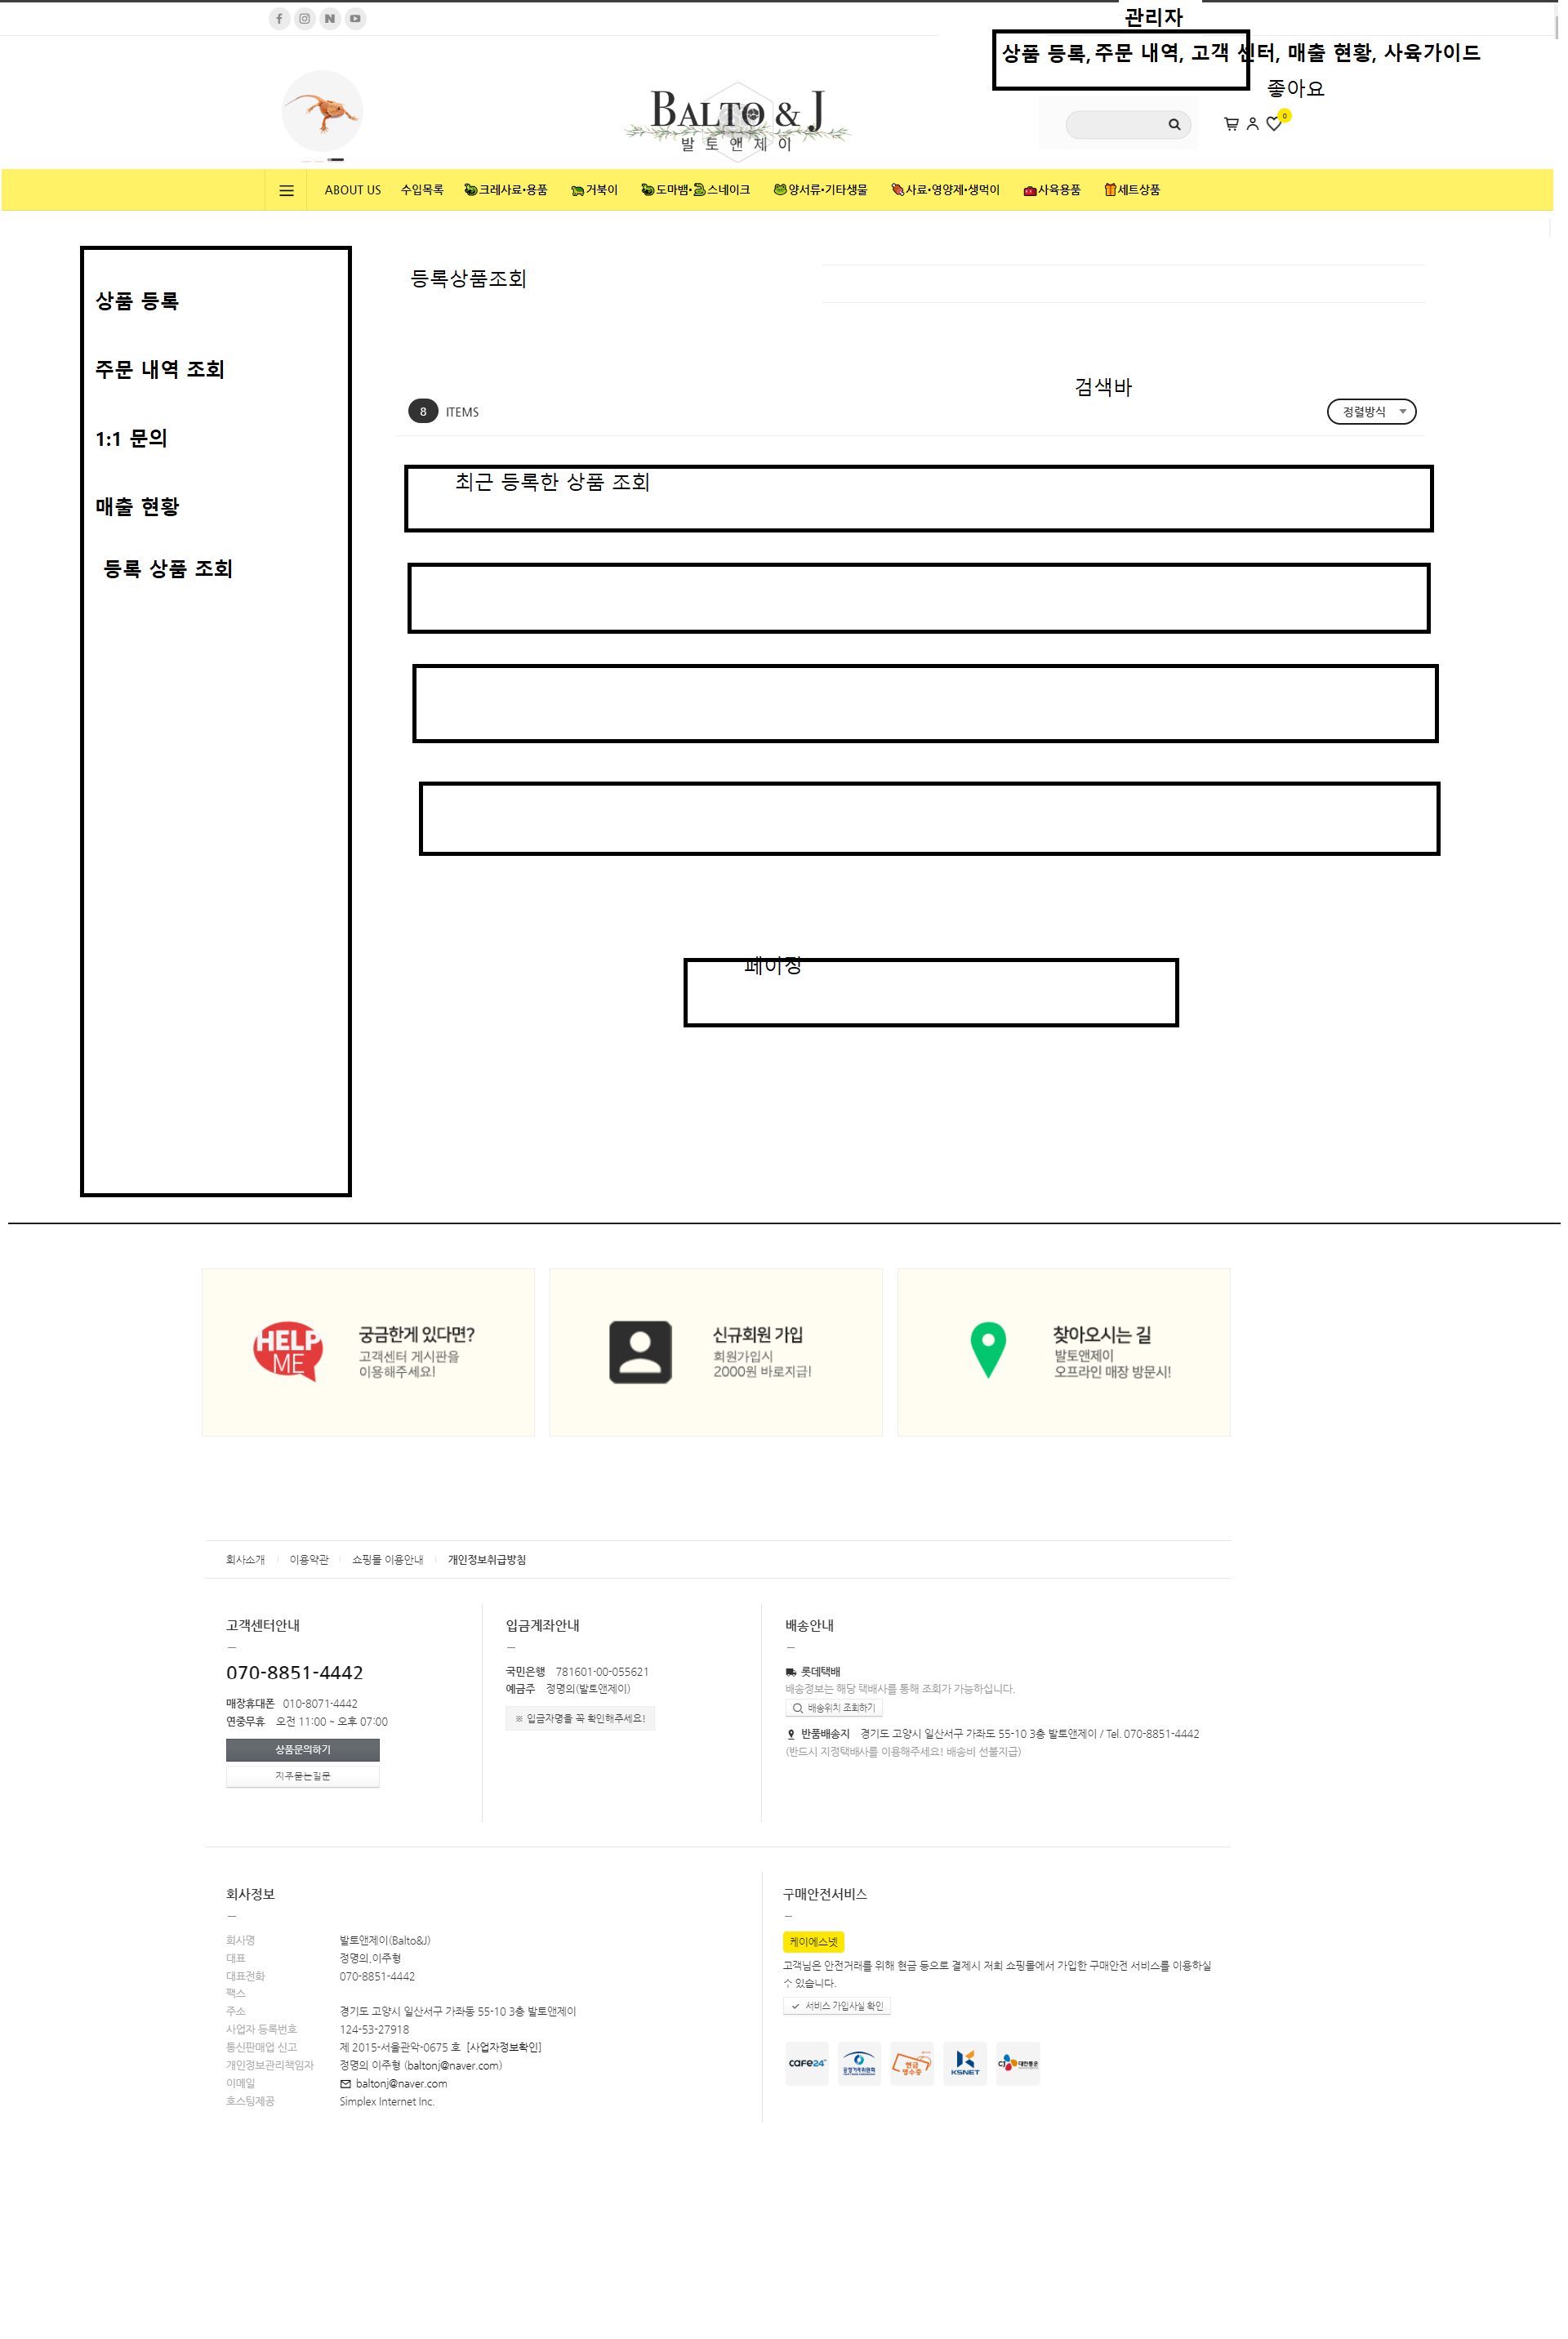 관리자
상품 등록, 주문 내역, 고객 센터, 매출 현황, 사육가이드
좋아요
BALTO & J
발토앤제이
0
ABOUT US 수입목록 크레사료•용품 거북이 도마뱀•스네이크 양서류•기타생물 사료•영양제•생먹이 사육용품 세트상품
상품 등록
주문 내역 조회
1:1 문의
매출 현황
등록 상품 조회
등록상품조회
검색바
8 ITEMS
정렬방식
최근 등록한 상품 조회
페이징
HELP
ME
궁금한게 있다면?
고객센터 게시판을
이용해주세요!
신규회원 가입
회원가입시
2000원 바로지급!
찾아오시는 길
발토앤제이
오프라인 매장 방문시!
회사소개 이용약관 쇼핑몰 이용안내 개인정보취급방침
고객센터안내
070-8851-4442
매장휴대폰 010-8071-4442
연중무휴 오전 11:00 ~ 오후 07:00
상품문의하기
자주묻는질문
입금계좌안내
국민은행 781601-00-055621
예금주 정명의(발토앤제이)
※ 입금자명을 꼭 확인해주세요!
배송안내
롯데택배
배송정보는 해당 택배사를 통해 조회가 가능하십니다.
배송위치 조회하기
반품배송지 경기도 고양시 일산서구 가좌도 55-10 3층 발토앤제이 / Tel. 070-8851-4442
(반드시 지정택배사를 이용해주세요! 배송비 선불지급)
회사정보
회사명 발토앤제이(Balto&J)
대표 정명의,이주형
대표전화 070-8851-4442
팩스
주소 경기도 고양시 일산서구 가좌동 55-10 3층 발토앤제이
사업자 등록번호 124-53-27918
통신판매업 신고 제 2015-서울관악-0675 호 [사업자정보확인]
개인정보관리책임자 정명의 이주형 (baltonj@naver.com)
이메일 baltonj@naver.com
호스팅제공 Simplex Internet Inc.
구매안전서비스
케이에스넷
고객님은 안전거래를 위해 현금 등으로 결제시 저희 쇼핑몰에서 가입한 구매안전 서비스를 이용하실
수 있습니다.
서비스 가입사실 확인
cafe24 공정거래위원회 현금영수증 KSNET CJ대한통운